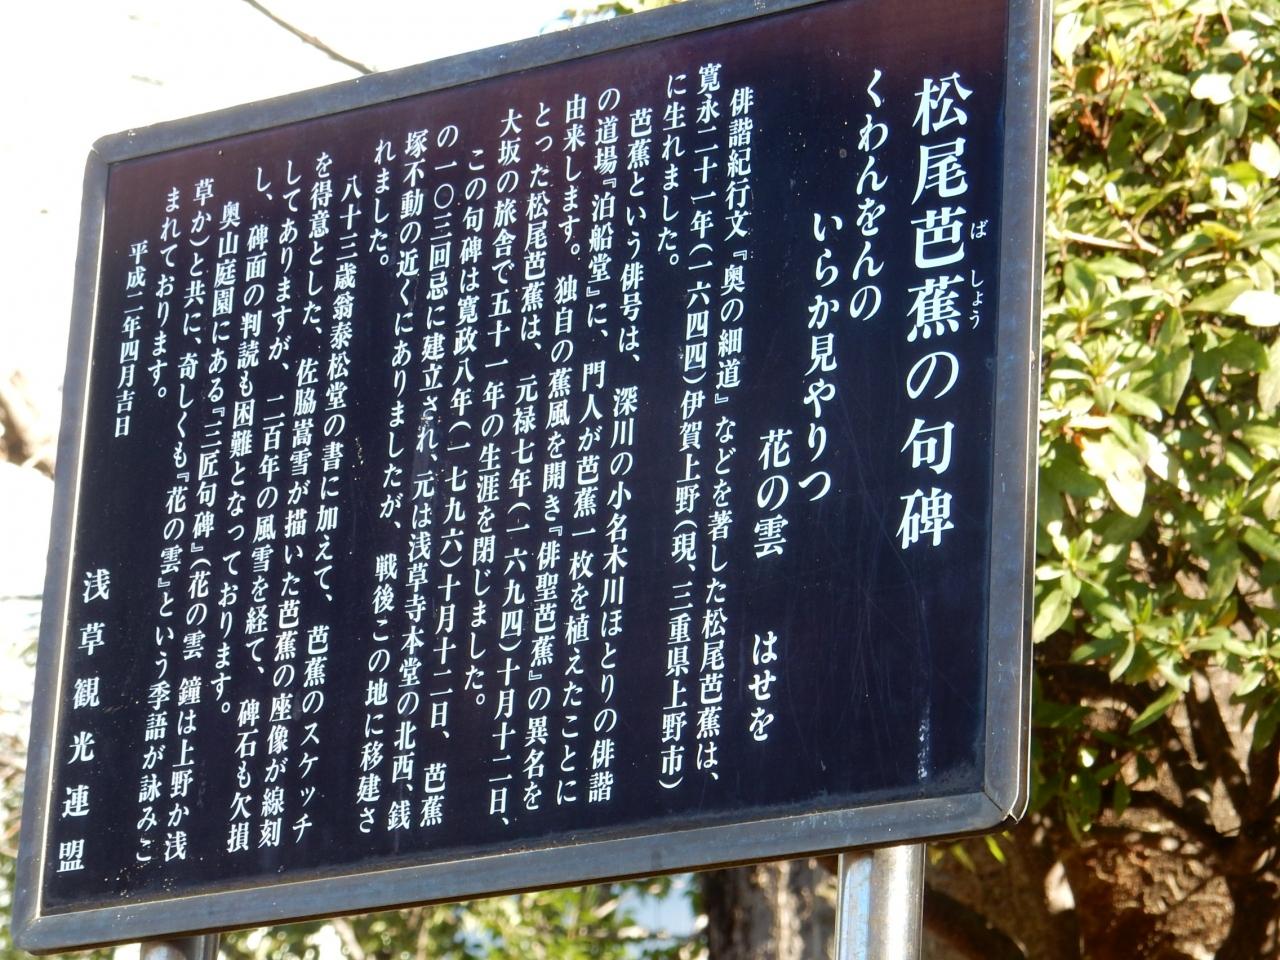 松尾芭蕉の句碑
ばしょう
くわんをんの
いらか見やりつ
花の雲　はせを
俳諧紀行文『奥の細道』などを著した松尾芭蕉は、
寛永二十一年(一六四四)伊賀上野(現、三重県上野市)
に生れました。
芭蕉という俳号は、深川の小名木川ほとりの俳諧
の道場『泊船堂』に、門人が芭蕉一枚を植えたことに
由来します。独自の蕉風を開き『俳聖芭蕉』の異名を
とった松尾芭蕉は、元禄七年(一六九四)十月十二日、
大坂の旅舎で五十一年の生涯を閉じました。
この句碑は寛政八年(一七九六)十月十二日、芭蕉
の一〇三回忌に建立され、元は浅草寺本堂の北西、銭
塚不動の近くにありましたが、戦後この地に移建さ
れました。
八十三歳翁泰松堂の書に加えて、芭蕉のスケッチ
を得意とした、佐脇嵩雪が描いた芭蕉の座像が線刻
してありますが、二百年の風雪を経て、碑石も欠損
し、碑面の判読も困難となっております。
奥山庭園にある『三匠句碑』(花の雲　鐘は上野か浅
草か)と共に、奇しくも『花の雲』という季語が詠みこ
まれております。
平成二年四月吉日
浅草観光連盟